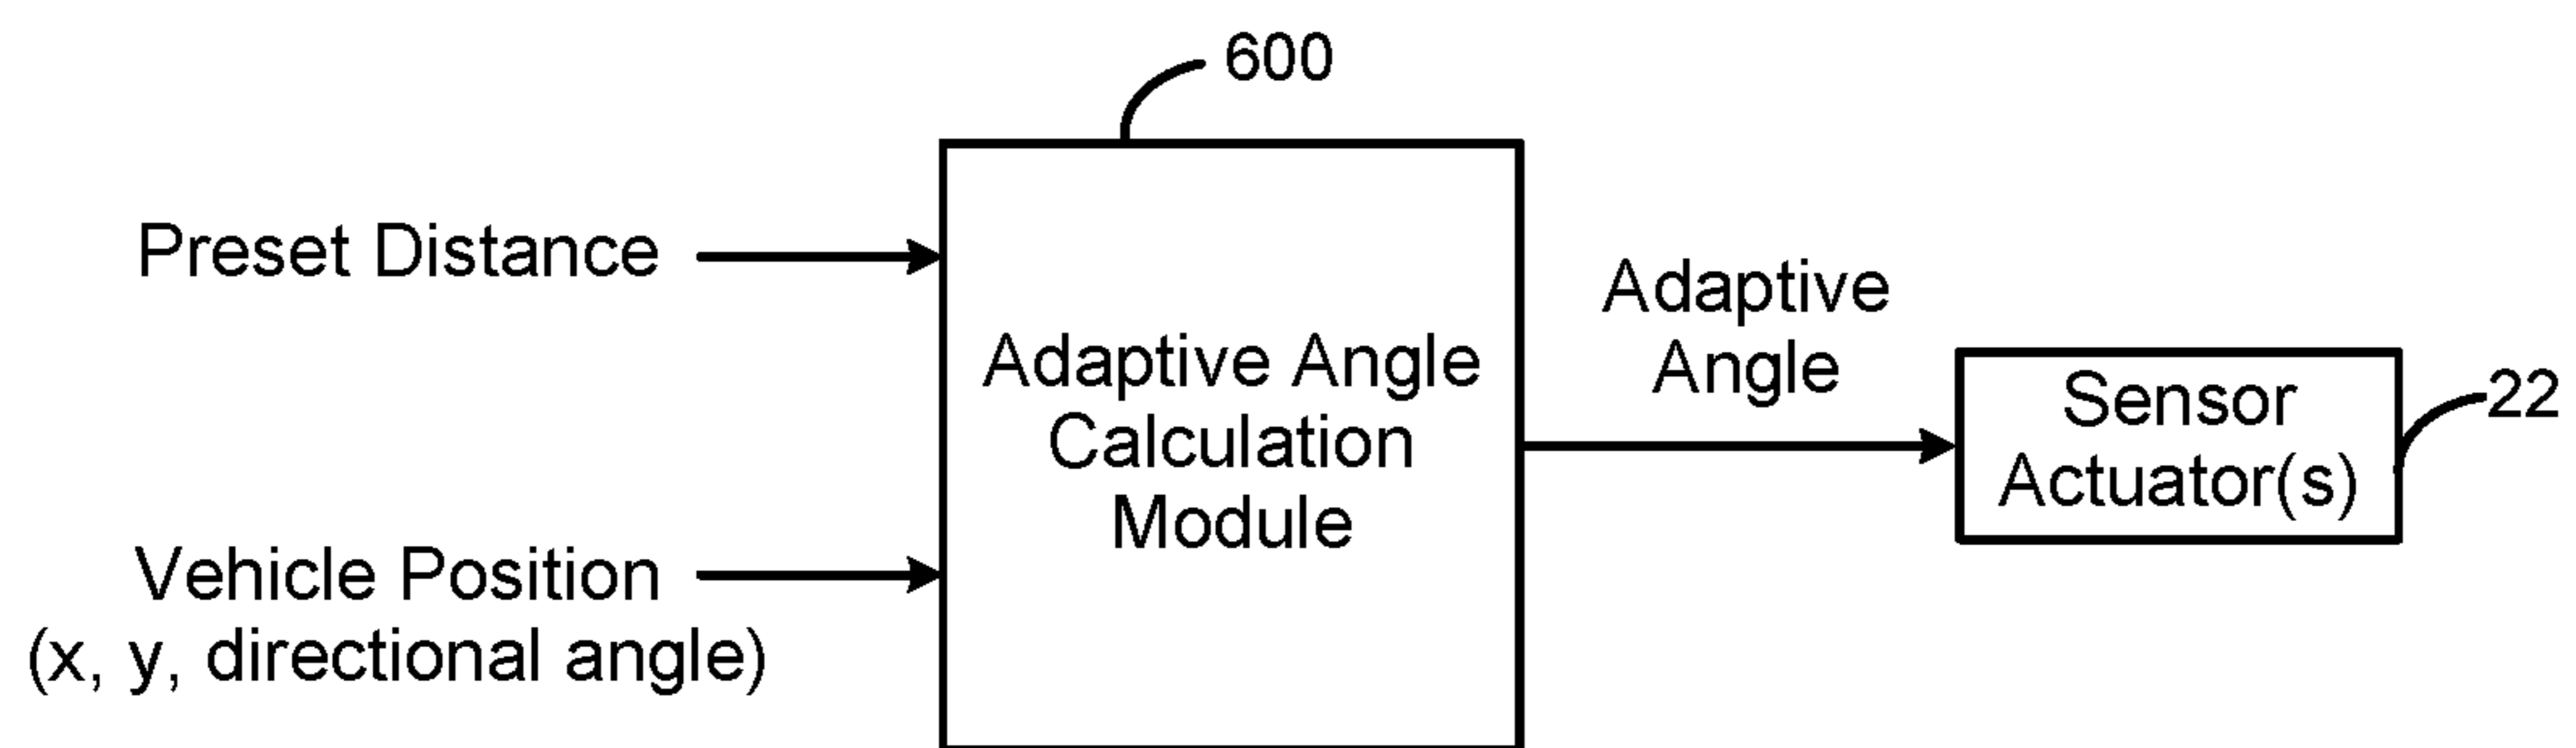 600
Preset Distance
Vehicle Position
(x, y, directional angle)
Adaptive Angle
Calculation
Module
Adaptive
Angle
Sensor
Actuator(s)
22